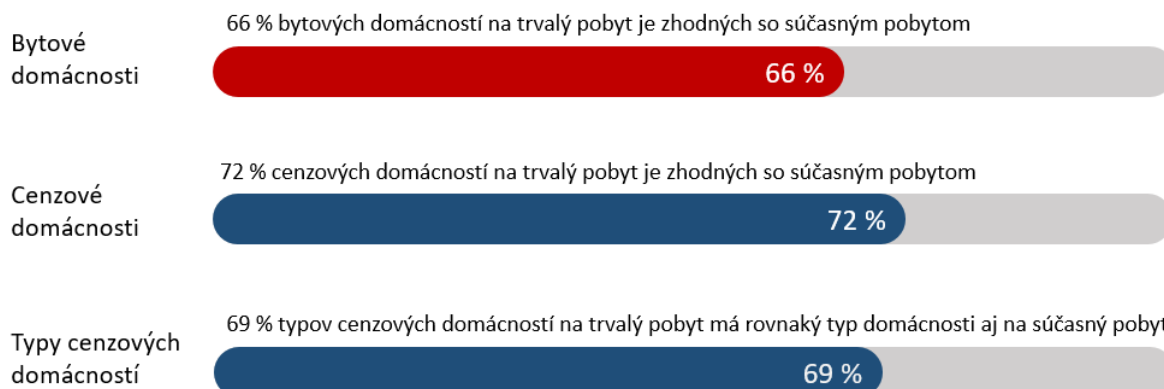 66 % bytových domácností na trvalý pobyt je zhodných so súčasným pobytom
Bytové
domácnosti
66 %
72 % cenzových domácností na trvalý pobyt je zhodných so súčasným pobytom
Cenzové
domácnosti
72 %
69 % typov cenzových domácností na trvalý pobyt má rovnaký typ domácnosti aj na súčasný pobyt
Typy cenzových
domácností
69 %